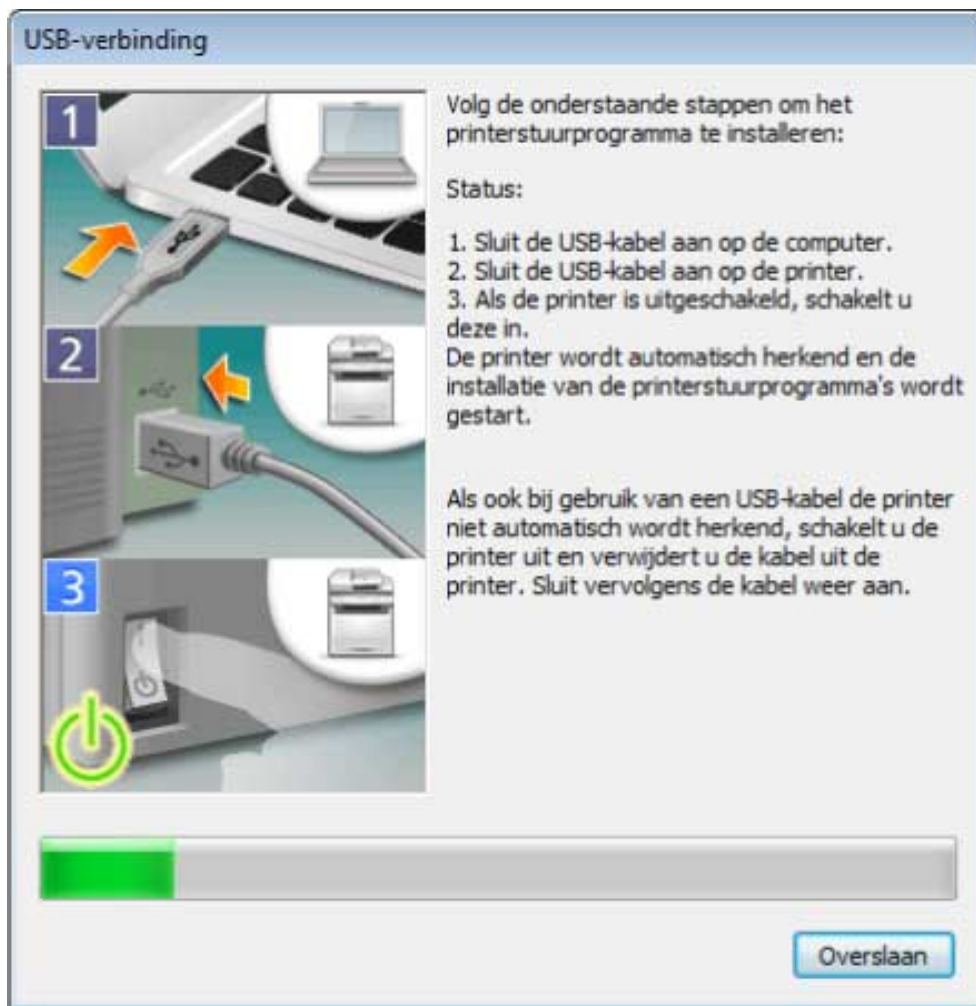 USB-verbinding
1
2
3
Volg de onderstaande stappen om het
printerstuurprogramma te installeren:
Status:
1. Sluit de USB-kabel aan op de computer.
2. Sluit de USB-kabel aan op de printer.
3. Als de printer is uitgeschakeld, schakelt u
deze in.
De printer wordt automatisch herkend en de
installatie van de printerstuurprogramma's wordt
gestart.
Als ook bij gebruik van een USB-kabel de printer
niet automatisch wordt herkend, schakelt u de
printer uit en verwijdert u de kabel uit de
printer. Sluit vervolgens de kabel weer aan.
Overslaan